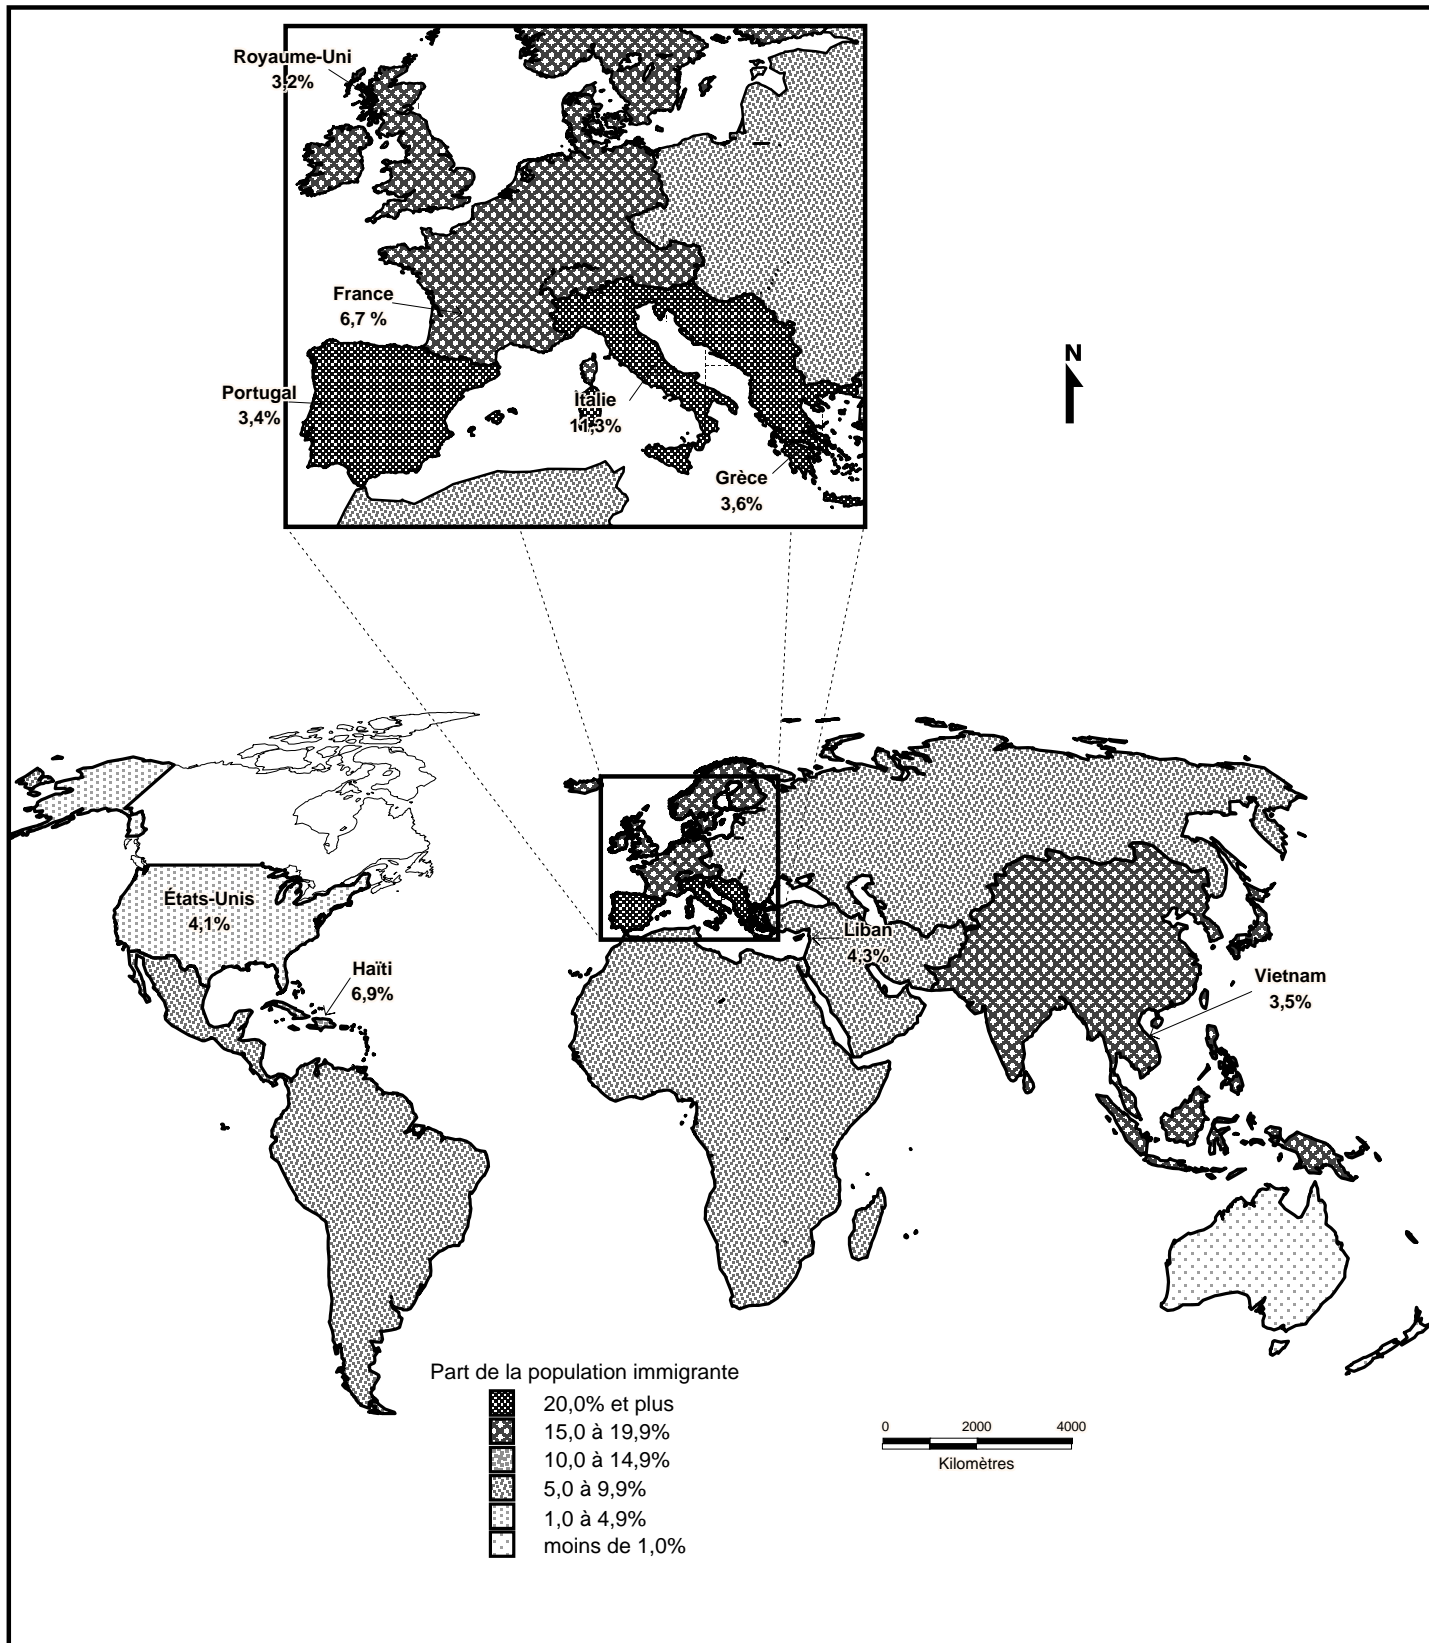 Royaume-Uni
3,2%
France
6,7 %
Portugal
3,4%
Italie
11,3%
Grèce
3,6%
N
États-Unis
4,1%
Haïti
6,9%
Liban
4,3%
Vietnam
3,5%
Part de la population immigrante
20,0% et plus
15,0 à 19,9%
10,0 à 14,9%
5,0 à 9,9%
1,0 à 4,9%
moins de 1,0%
0 2000 4000
Kilomètres